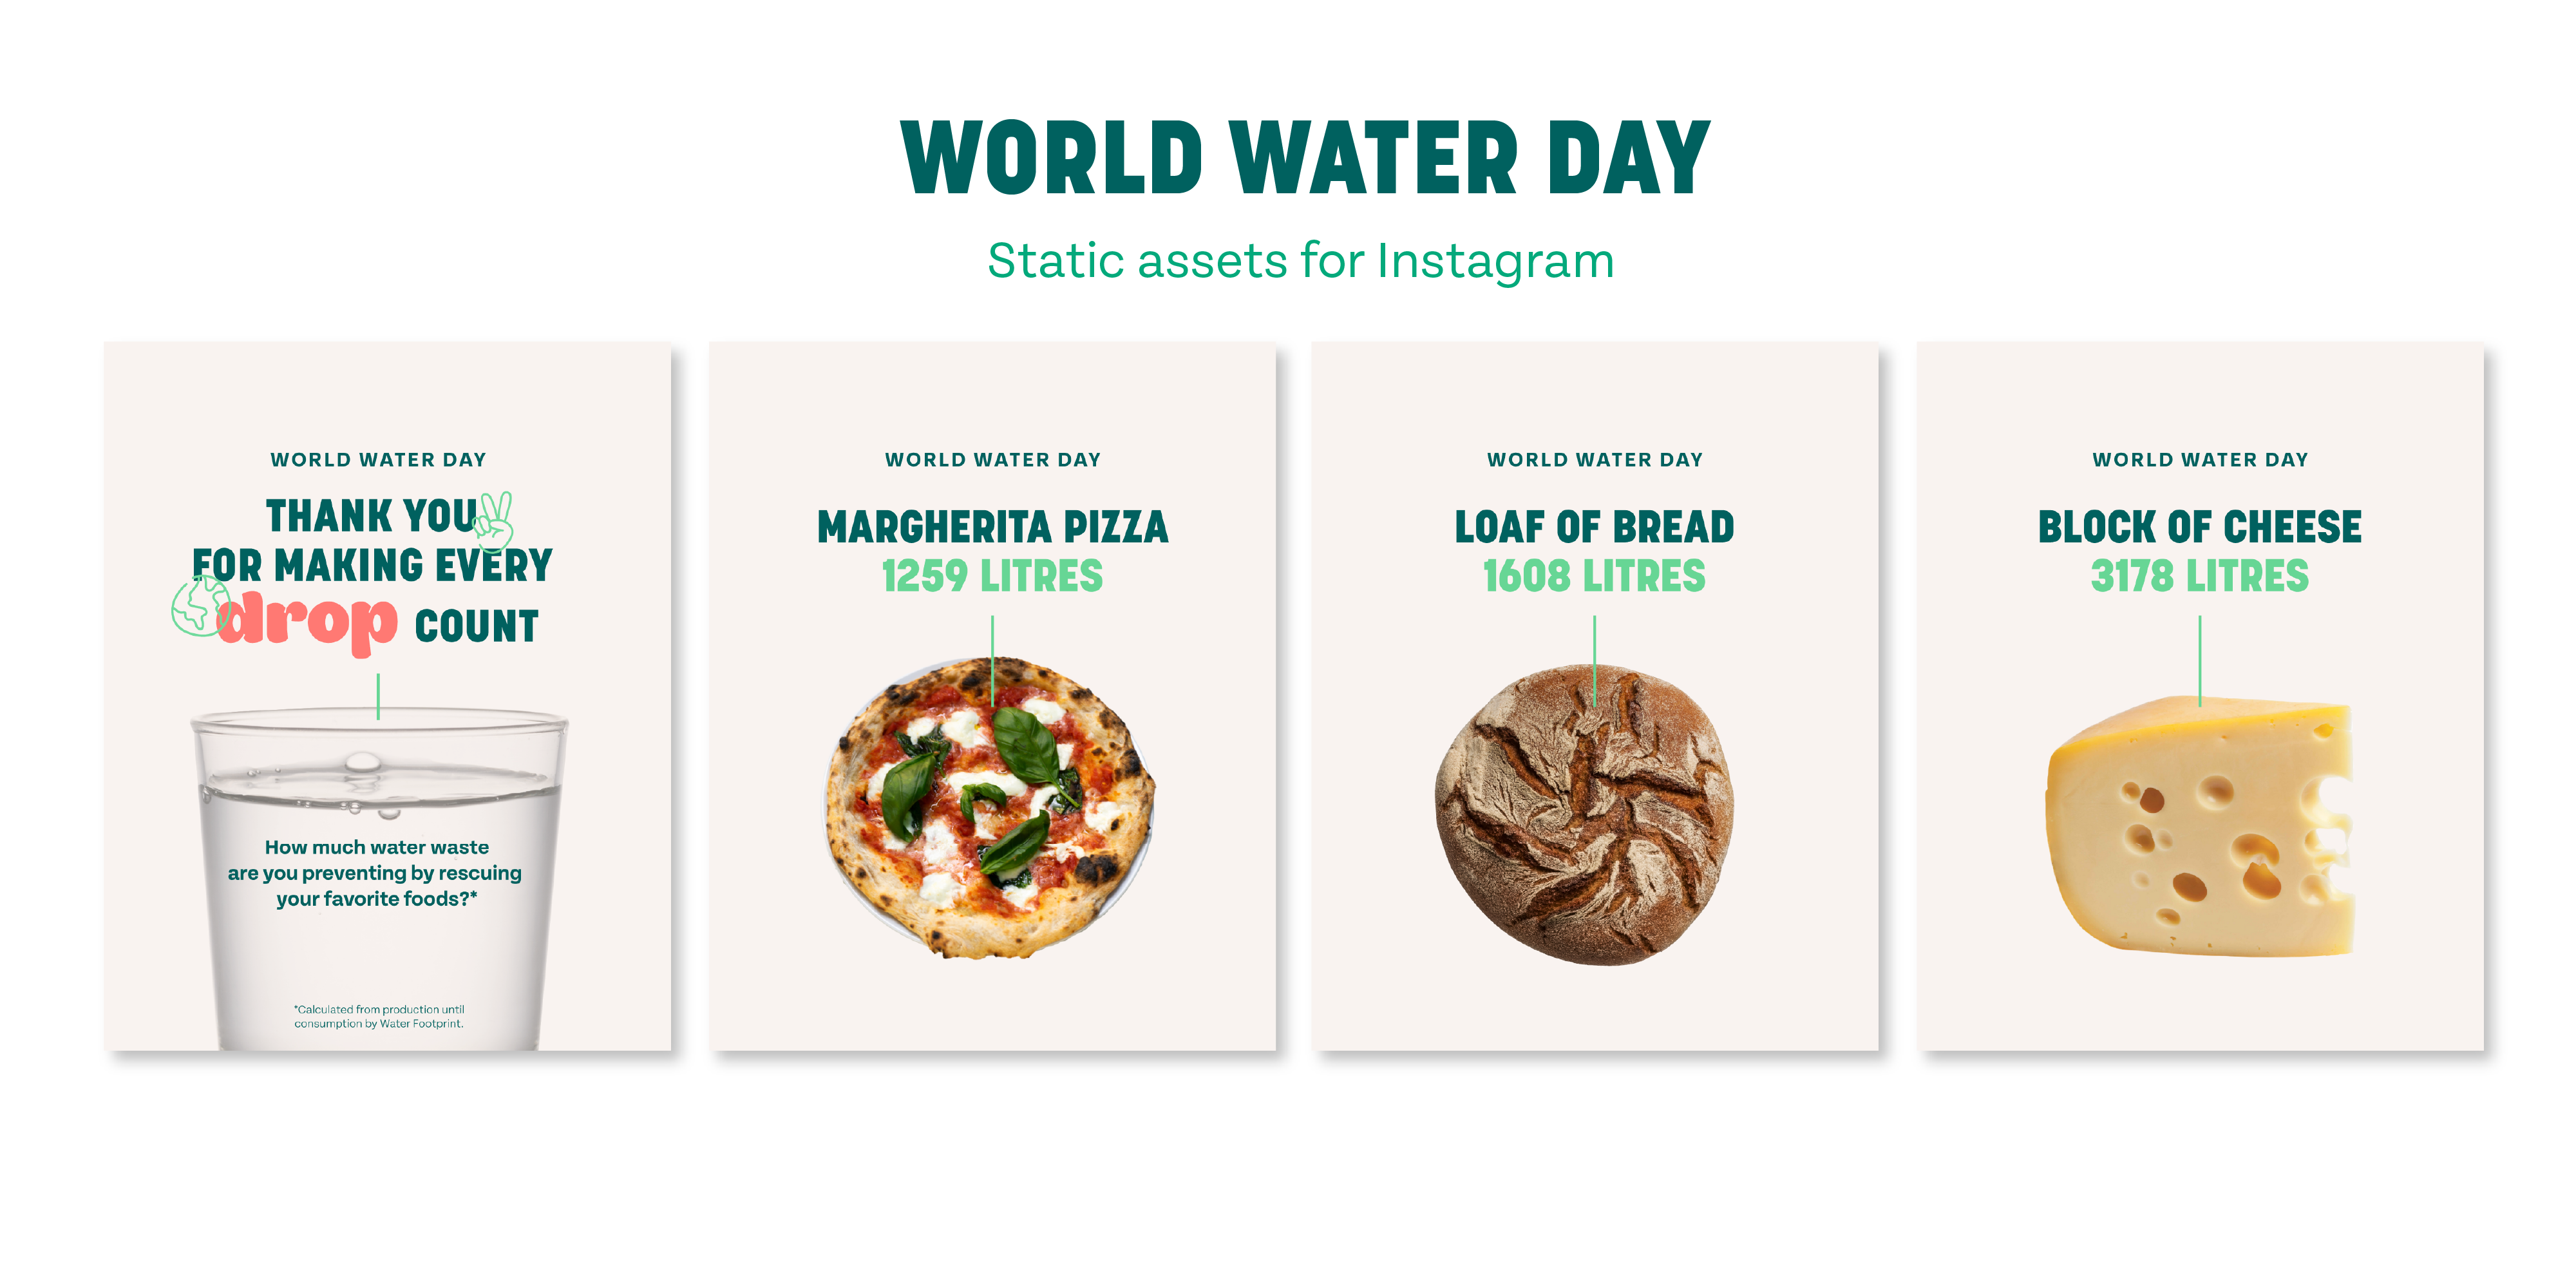 WORLD WATER DAY
Static assets for Instagram
WORLD WATER DAY
THANK YOU
FOR MAKING EVERY
drop COUNT
How much water waste
are you preventing by rescuing
your favorite foods?*
*Calculated from production until
consumption by Water Footprint.
WORLD WATER DAY
MARGHERITA PIZZA
1259 LITRES
WORLD WATER DAY
LOAF OF BREAD
1608 LITRES
WORLD WATER DAY
BLOCK OF CHEESE
3178 LITRES